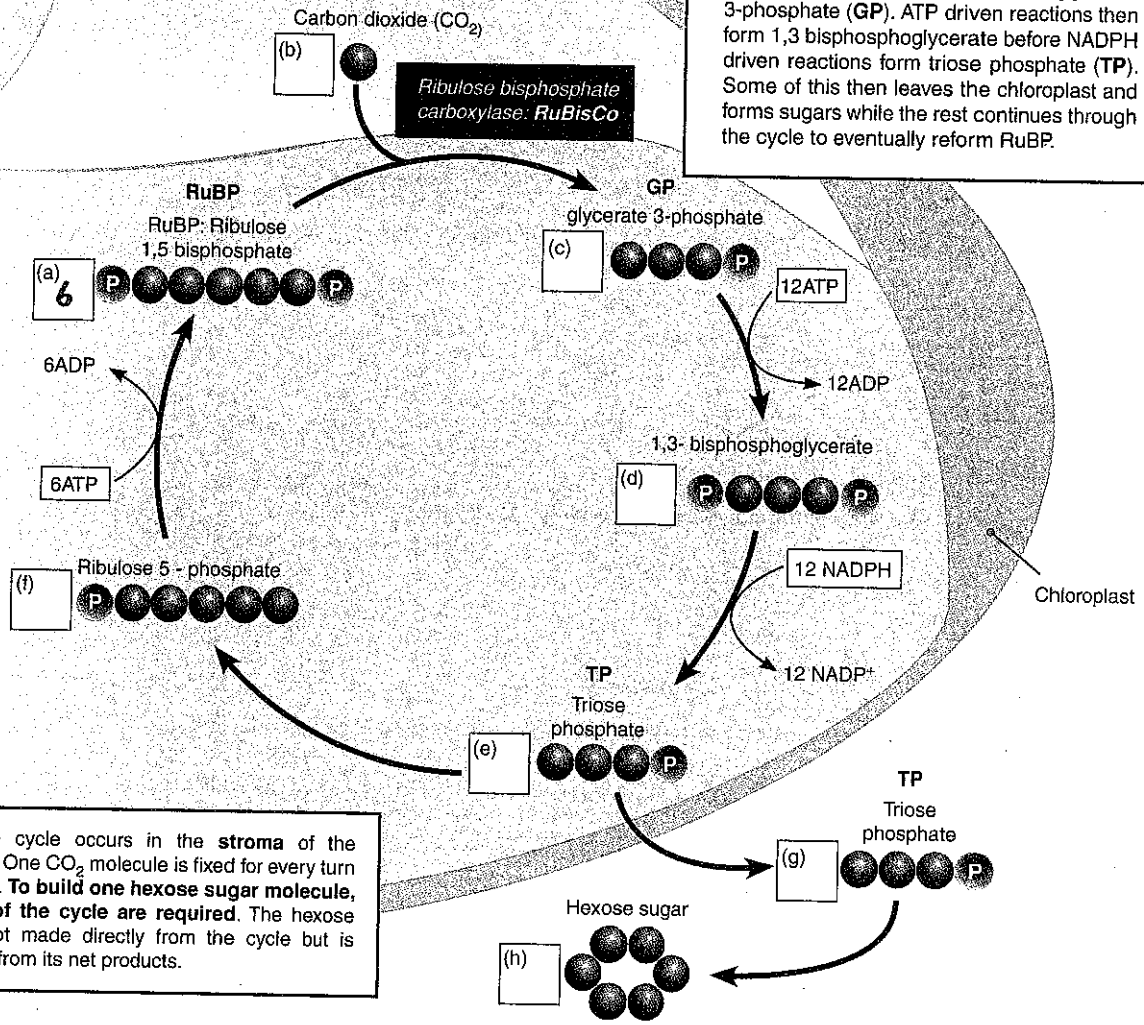 3-phosphate (GP). ATP driven reactions then
form 1,3 bisphosphoglycerate before NADPH
driven reactions form triose phosphate (TP).
Some of this then leaves the chloroplast and
forms sugars while the rest continues through
the cycle to eventually reform RuBP.
Carbon dioxide (CO₂)
(b)
Ribulose bisphosphate
carboxylase: RuBisCo
RuBP
RuBP: Ribulose
1,5 bisphosphate
(a) 6
P P
GP
glycerate 3-phosphate
(c)
P
12ATP
12ADP
6ADP
6ATP
1,3- bisphosphoglycerate
(d)
P P
12 NADPH
12 NADP⁺
Chloroplast
Ribulose 5 - phosphate
(f)
P
TP
Triose
phosphate
(e)
P
TP
Triose
phosphate
(g)
P
Hexose sugar
(h)
cycle occurs in the stroma of the
One CO₂ molecule is fixed for every turn
. To build one hexose sugar molecule,
of the cycle are required. The hexose
made directly from the cycle but is
from its net products.